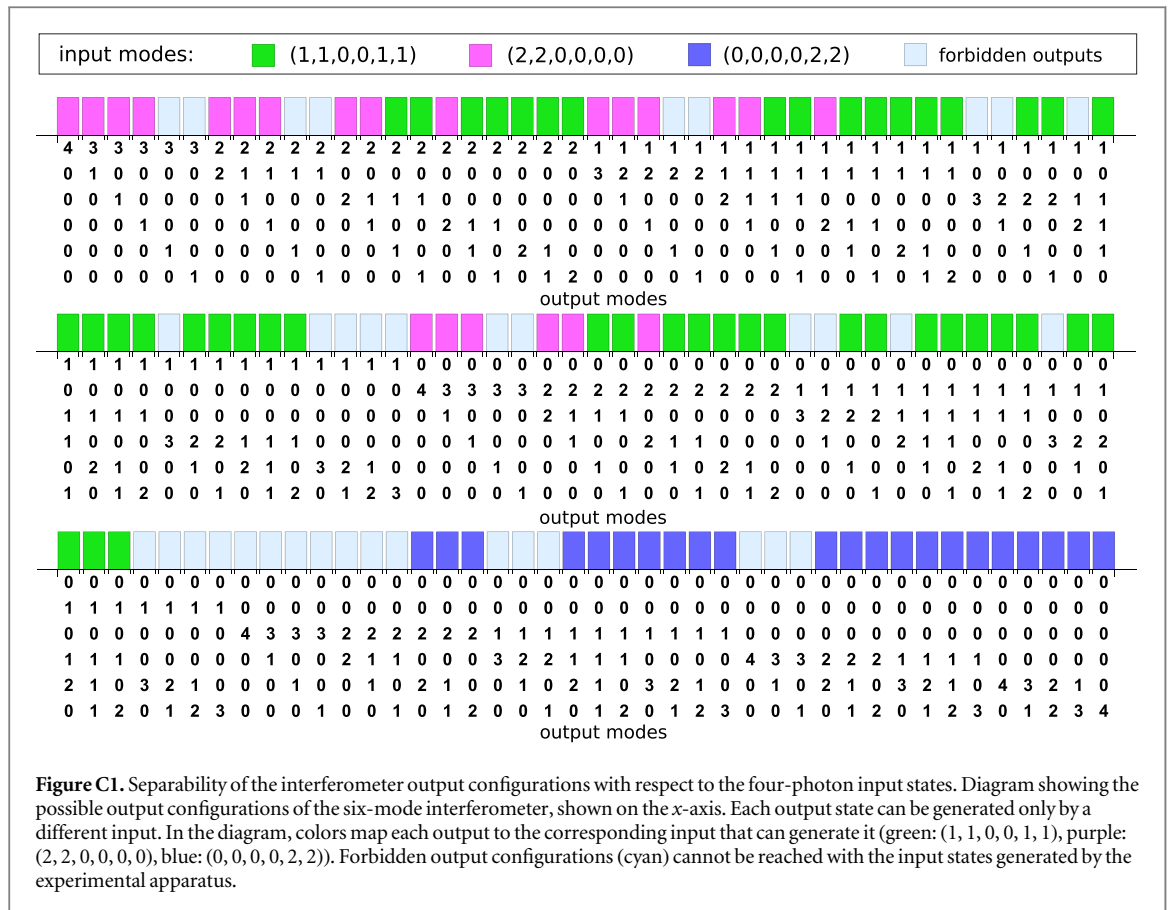 input modes: (1,1,0,0,1,1) (2,2,0,0,0,0) (0,0,0,0,2,2) forbidden outputs
4 3 3 3 3 3 2 2 2 2 2 2 2 2 2 2 2 2 2 2 2 1 1 1 1 1 1 1 1 1 1 1 1 1 1 1 1 1 1 1 1 1
0 1 0 0 0 0 2 1 1 1 1 0 0 0 0 0 0 0 0 0 0 3 2 2 2 2 1 1 1 1 1 1 1 1 1 1 0 0 0 0 0 0
0 0 1 0 0 0 0 1 0 0 0 2 1 1 1 0 0 0 0 0 0 0 1 0 0 0 2 1 1 1 0 0 0 0 0 0 3 2 2 2 1 1
0 0 0 1 0 0 0 0 1 0 0 0 1 0 0 2 1 1 0 0 0 0 0 1 0 0 0 1 0 0 2 1 1 0 0 0 0 1 0 0 2 1
0 0 0 0 1 0 0 0 0 1 0 0 0 1 0 0 1 0 2 1 0 0 0 0 1 0 0 0 1 0 0 1 0 2 1 0 0 0 1 0 0 1
0 0 0 0 0 1 0 0 0 0 1 0 0 0 1 0 0 1 0 1 2 0 0 0 0 1 0 0 0 1 0 0 1 0 1 2 0 0 0 1 0 0
output modes
1 1 1 1 1 1 1 1 1 1 1 1 1 1 0 0 0 0 0 0 0 0 0 0 0 0 0 0 0 0 0 0 0 0 0 0 0 0 0 0 0 0
0 0 0 0 0 0 0 0 0 0 0 0 0 0 4 3 3 3 3 2 2 2 2 2 2 2 2 2 2 1 1 1 1 1 1 1 1 1 1 1 1 1
1 1 1 1 0 0 0 0 0 0 0 0 0 0 0 1 0 0 0 2 1 1 1 0 0 0 0 0 0 3 2 2 2 1 1 1 1 1 1 0 0 0
1 0 0 0 3 2 2 1 1 1 0 0 0 0 0 0 1 0 0 0 1 0 0 2 1 1 0 0 0 0 1 0 0 2 1 1 0 0 0 3 2 2
0 2 1 0 0 1 0 2 1 0 3 2 1 0 0 0 0 1 0 0 0 1 0 0 1 0 2 1 0 0 0 1 0 0 1 0 2 1 0 0 1 0
1 0 1 2 0 0 1 0 1 2 0 1 2 3 0 0 0 0 1 0 0 0 1 0 0 1 0 1 2 0 0 0 1 0 0 1 0 1 2 0 0 1
output modes
0 0 0 0 0 0 0 0 0 0 0 0 0 0 0 0 0 0 0 0 0 0 0 0 0 0 0 0 0 0 0 0 0 0 0 0 0 0 0 0 0 0
1 1 1 1 1 1 1 0 0 0 0 0 0 0 0 0 0 0 0 0 0 0 0 0 0 0 0 0 0 0 0 0 0 0 0 0 0 0 0 0 0 0
0 0 0 0 0 0 0 4 3 3 3 2 2 2 2 2 2 1 1 1 1 1 1 1 1 1 1 0 0 0 0 0 0 0 0 0 0 0 0 0 0 0
1 1 1 0 0 0 0 0 1 0 0 2 1 1 0 0 0 3 2 2 1 1 1 0 0 0 0 4 3 3 2 2 2 1 1 1 1 0 0 0 0 0
2 1 0 3 2 1 0 0 0 1 0 0 1 0 2 1 0 0 1 0 2 1 0 3 2 1 0 0 1 0 2 1 0 3 2 1 0 4 3 2 1 0
0 1 2 0 1 2 3 0 0 0 1 0 0 1 0 1 2 0 0 1 0 1 2 0 1 2 3 0 0 1 0 1 2 0 1 2 3 0 1 2 3 4
output modes
Figure C1. Separability of the interferometer output configurations with respect to the four-photon input states. Diagram showing the
possible output configurations of the six-mode interferometer, shown on the x-axis. Each output state can be generated only by a
different input. In the diagram, colors map each output to the corresponding input that can generate it (green: (1, 1, 0, 0, 1, 1), purple:
(2, 2, 0, 0, 0, 0), blue: (0, 0, 0, 0, 2, 2)). Forbidden output configurations (cyan) cannot be reached with the input states generated by the
experimental apparatus.